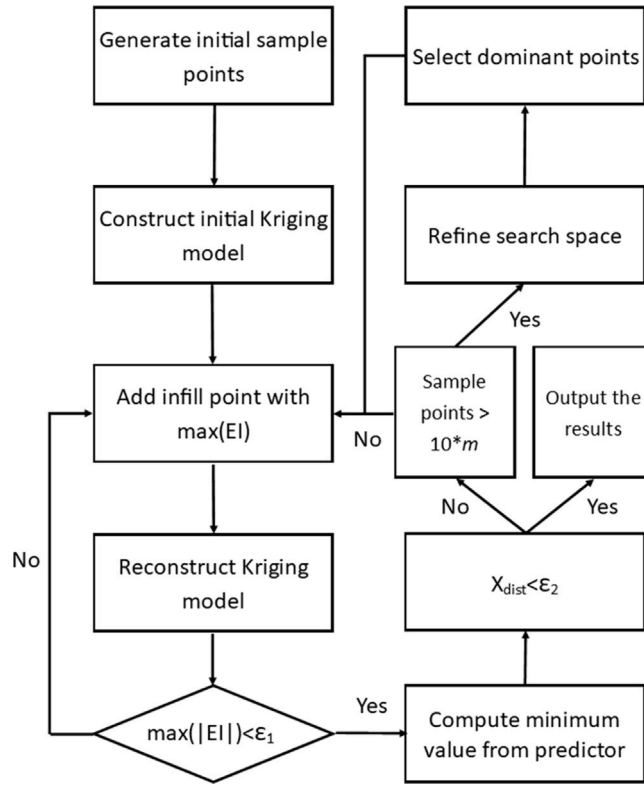 Generate initial sample
points
Construct initial Kriging
model
Add infill point with
max(EI)
Reconstruct Kriging
model
No
max(|EI|)<ε₁
Yes
Compute minimum
value from predictor
X_dist<ε₂
No
Yes
Sample
points >
10*m
Output the
results
No
Yes
Refine search space
Select dominant points